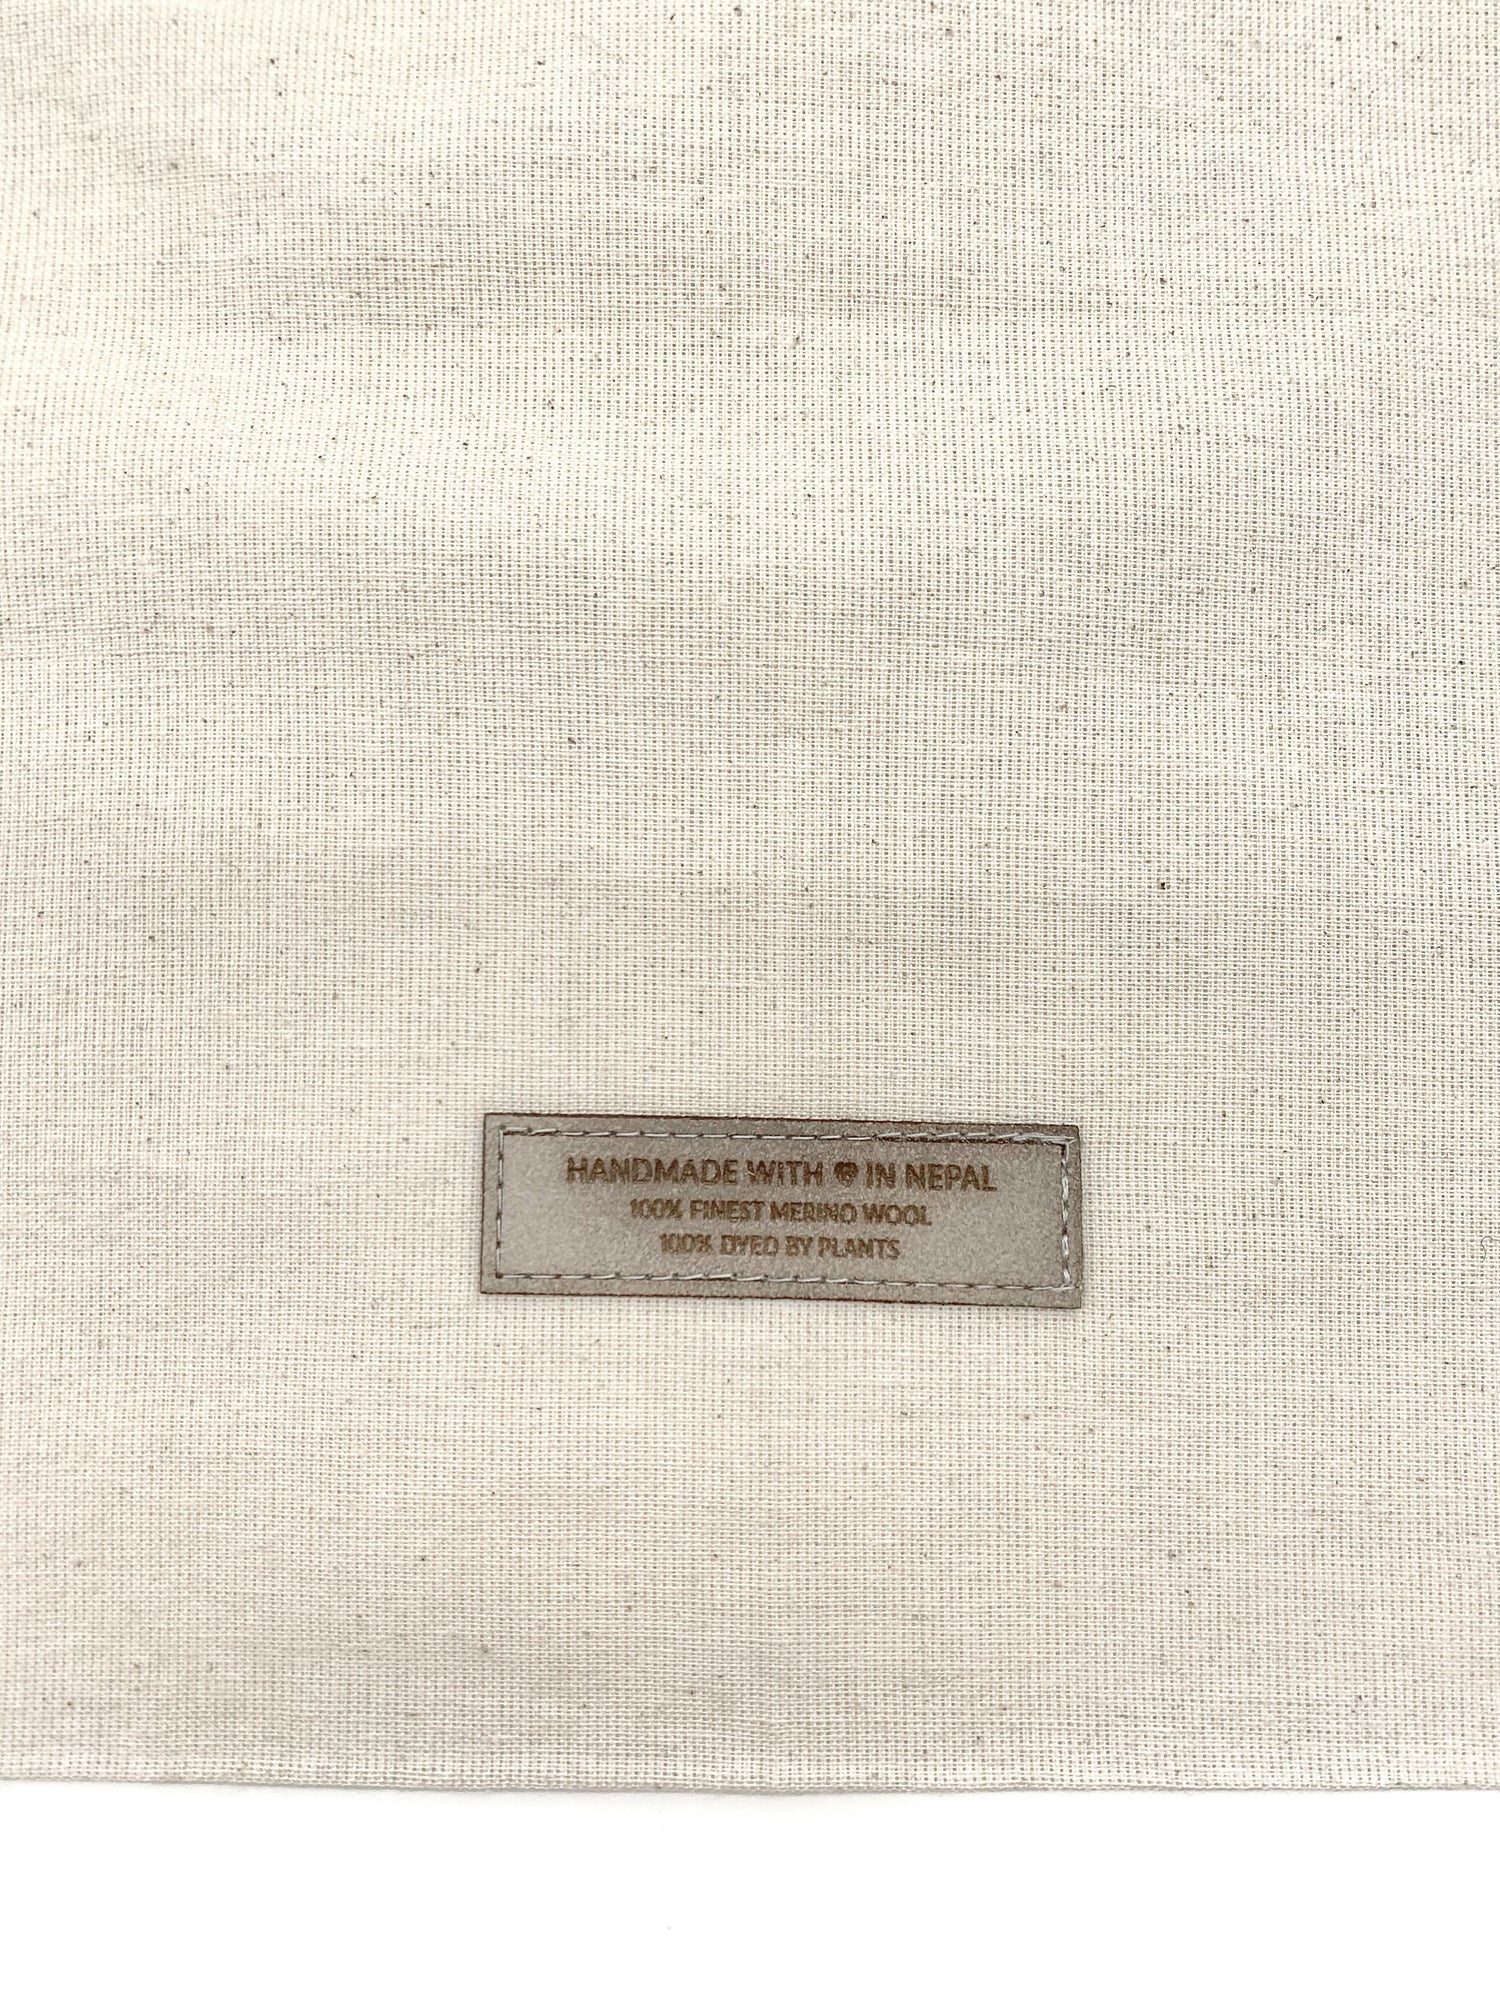 HANDMADE WITH ♥ IN NEPAL
100% FINEST MERINO WOOL
100% DYED BY PLANTS